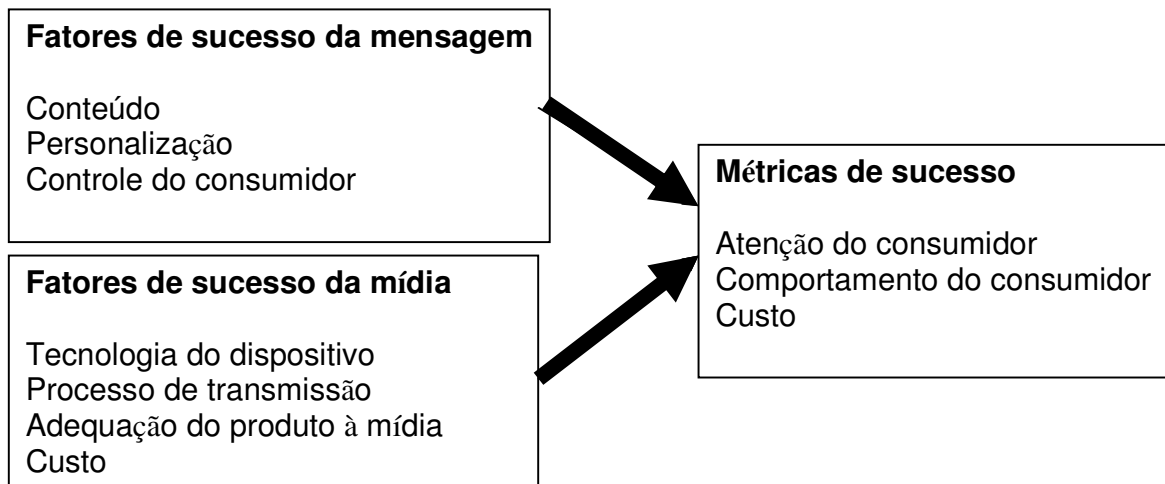 Fatores de sucesso da mensagem
Conteúdo
Personalização
Controle do consumidor
Fatores de sucesso da mídia
Tecnologia do dispositivo
Processo de transmissão
Adequação do produto à mídia
Custo
Métricas de sucesso
Atenção do consumidor
Comportamento do consumidor
Custo